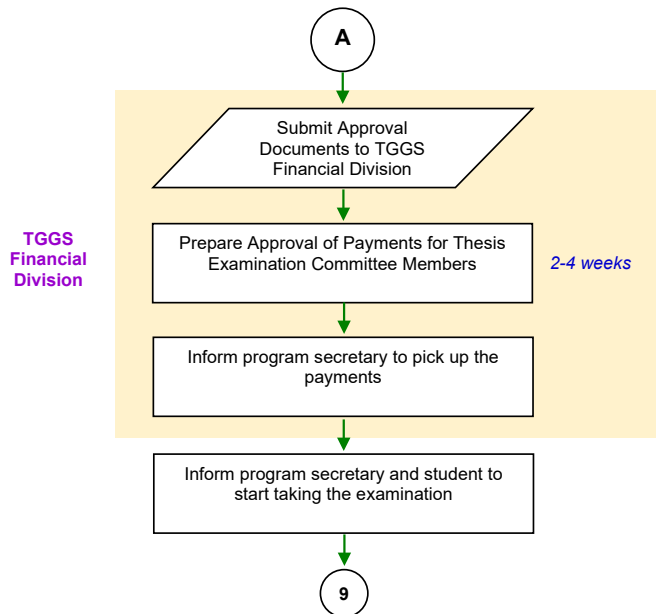 A
Submit Approval
Documents to TGGS
Financial Division
TGGS
Financial
Division
Prepare Approval of Payments for Thesis
Examination Committee Members
2-4 weeks
Inform program secretary to pick up the
payments
Inform program secretary and student to
start taking the examination
9